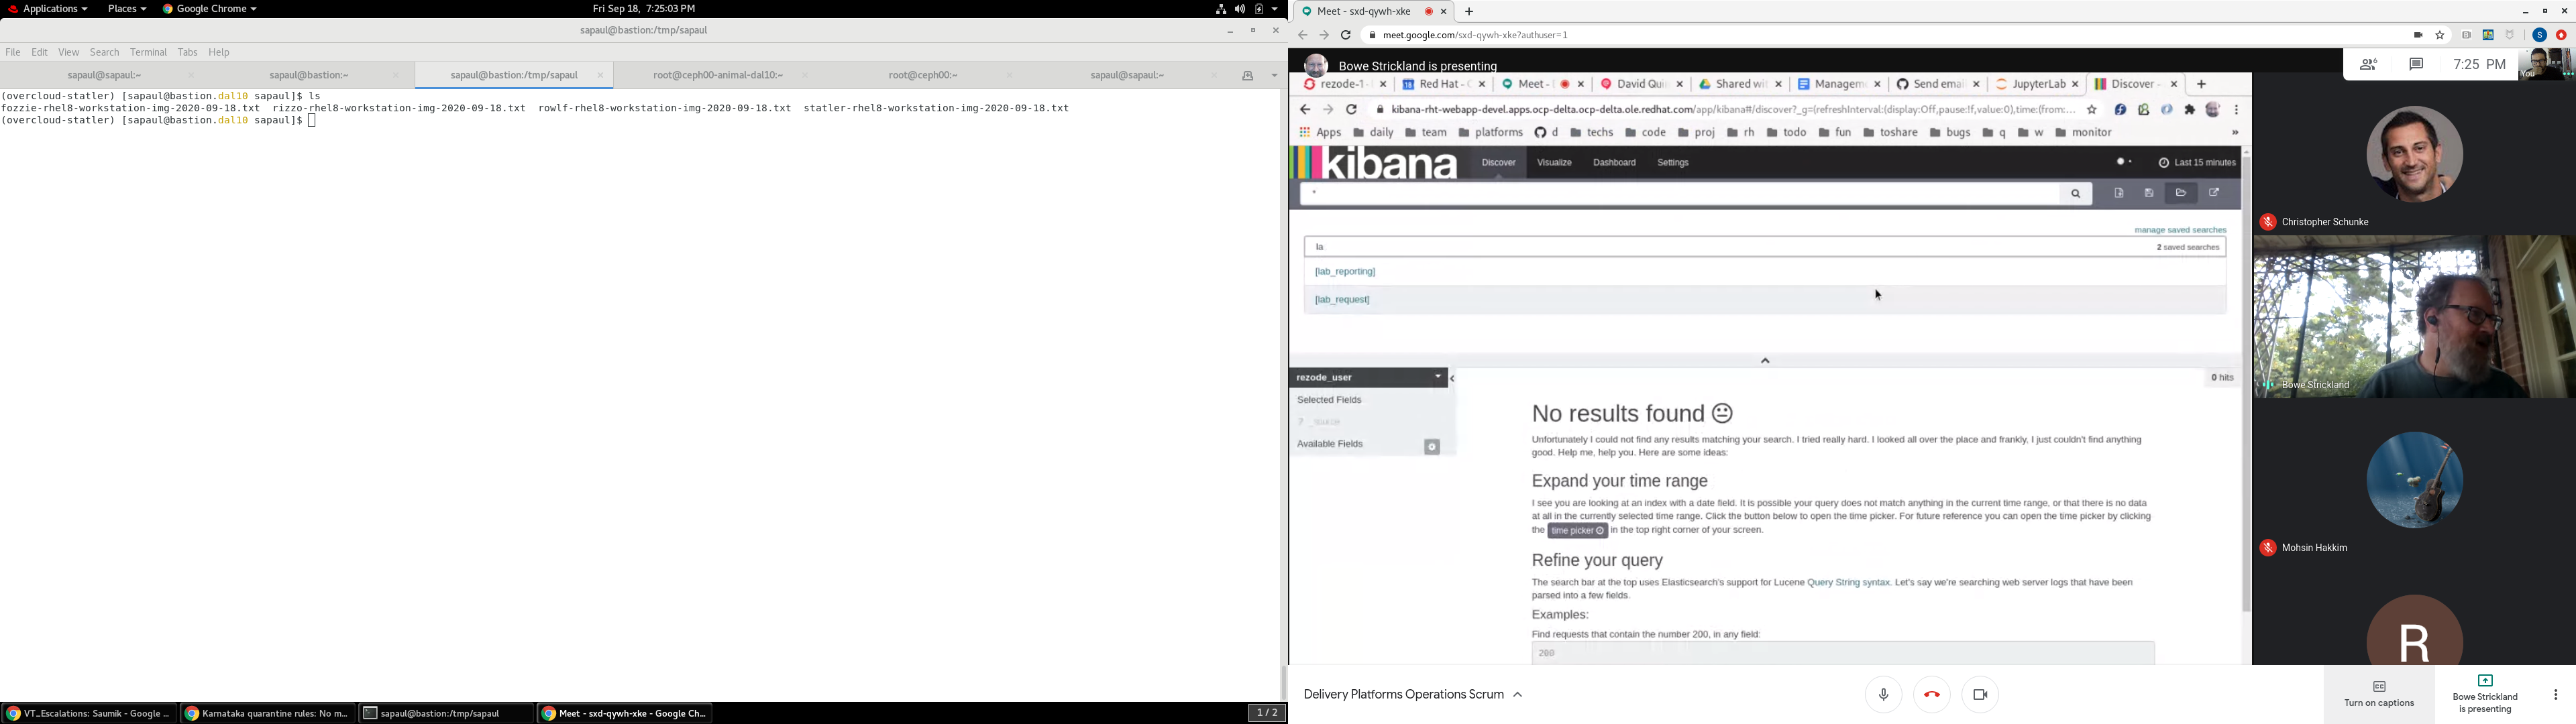 Applications Places Google Chrome Fri Sep 18, 7:25:03 PM
sapaul@bastion:/tmp/sapaul
File Edit View Search Terminal Tabs Help
sapaul@sapaul:~ sapaul@bastion:~ sapaul@bastion:/tmp/sapaul root@ceph00-animal-dal10:~ root@ceph00:~ sapaul@sapaul:~
(overcloud-statler) [sapaul@bastion.dal10 sapaul]$ ls
fozzie-rhel8-workstation-img-2020-09-18.txt rizzo-rhel8-workstation-img-2020-09-18.txt rowlf-rhel8-workstation-img-2020-09-18.txt statler-rhel8-workstation-img-2020-09-18.txt
(overcloud-statler) [sapaul@bastion.dal10 sapaul]$
VT_Escalations: Saumik - Google ... Karnataka quarantine rules: No m... sapaul@bastion:/tmp/sapaul Meet - sxd-qywh-xke - Google Ch... 1 / 2
Meet - sxd-qywh-xke
meet.google.com/sxd-qywh-xke?authuser=1 S
Bowe Strickland is presenting
6 7:25 PM You
rezode-1- Red Hat - Meet - David Qui Shared wi Managem Send emai JupyterLab Discover -
kibana-rht-webapp-devel.apps.ocp-delta.ocp-delta.ole.redhat.com/app/kibana#/discover?_g=(refreshInterval:(display:Off,pause:!f,value:0),time:(from:...
Apps daily team platforms d techs code proj rh todo fun toshare bugs q w monitor »
kibana Discover Visualize Dashboard Settings Last 15 minutes
*
manage saved searches
la 2 saved searches
[lab_reporting]
[lab_request]
rezode_user 0 hits
Selected Fields
Available Fields
No results found
Unfortunately I could not find any results matching your search. I tried really hard. I looked all over the place and frankly, I just couldn't find anything
good. Help me, help you. Here are some ideas:
Expand your time range
I see you are looking at an index with a date field. It is possible your query does not match anything in the current time range, or that there is no data
at all in the currently selected time range. Click the button below to open the time picker. For future reference you can open the time picker by clicking
the time picker in the top right corner of your screen.
Refine your query
The search bar at the top uses Elasticsearch's support for Lucene Query String syntax. Let's say we're searching web server logs that have been
parsed into a few fields.
Examples:
Find requests that contain the number 200, in any field:
200
Christopher Schunke
Bowe Strickland
Mohsin Hakkim
R
Delivery Platforms Operations Scrum
Turn on captions
Bowe Strickland
is presenting